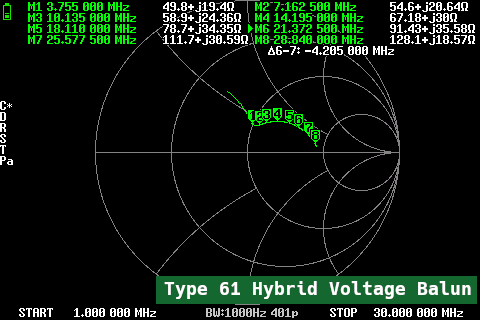 M1 3.755 000 MHz 49.8+j19.4Ω M2 7.162 500 MHz 54.6+j20.64Ω
M3 10.135 000 MHz 58.9+j24.36Ω M4 14.195 000 MHz 67.18+j30Ω
M5 18.110 000 MHz 78.7+j34.35Ω ▶M6 21.372 500 MHz 91.43+j35.58Ω
M7 25.577 500 MHz 111.7+j30.59Ω M8 28.840 000 MHz 128.1+j18.57Ω
Δ6-7: -4.205 000 MHz
C*
D
R
S
T
Pa
1 2 3 4 5 6 7 8
Type 61 Hybrid Voltage Balun
START 1.000 000 MHz BW:1000Hz 401p STOP 30.000 000 MHz